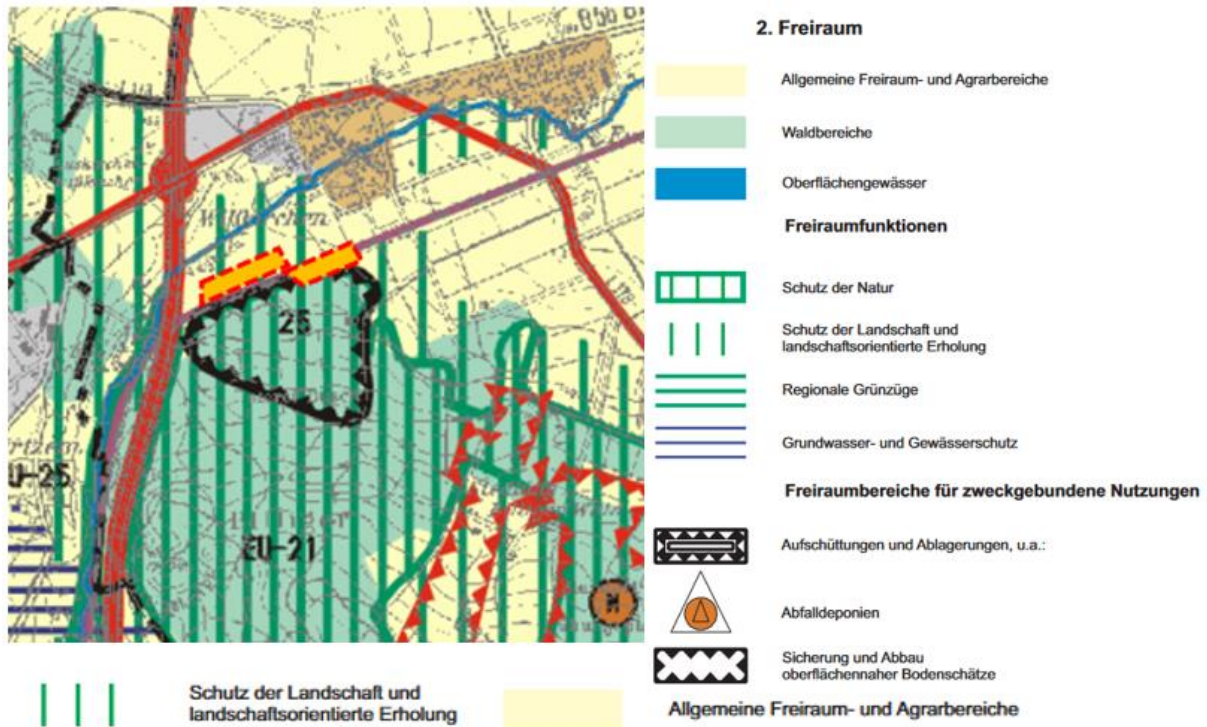 2. Freiraum
Allgemeine Freiraum- und Agrarbereiche
Waldbereiche
Oberflächengewässer
Freiraumfunktionen
Schutz der Natur
Schutz der Landschaft und
landschaftsorientierte Erholung
Regionale Grünzüge
Grundwasser- und Gewässerschutz
Freiraumbereiche für zweckgebundene Nutzungen
Aufschüttungen und Ablagerungen, u.a.:
Abfalldeponien
Sicherung und Abbau
oberflächennaher Bodenschätze
EU-21
Schutz der Landschaft und
landschaftsorientierte Erholung
Allgemeine Freiraum- und Agrarbereiche